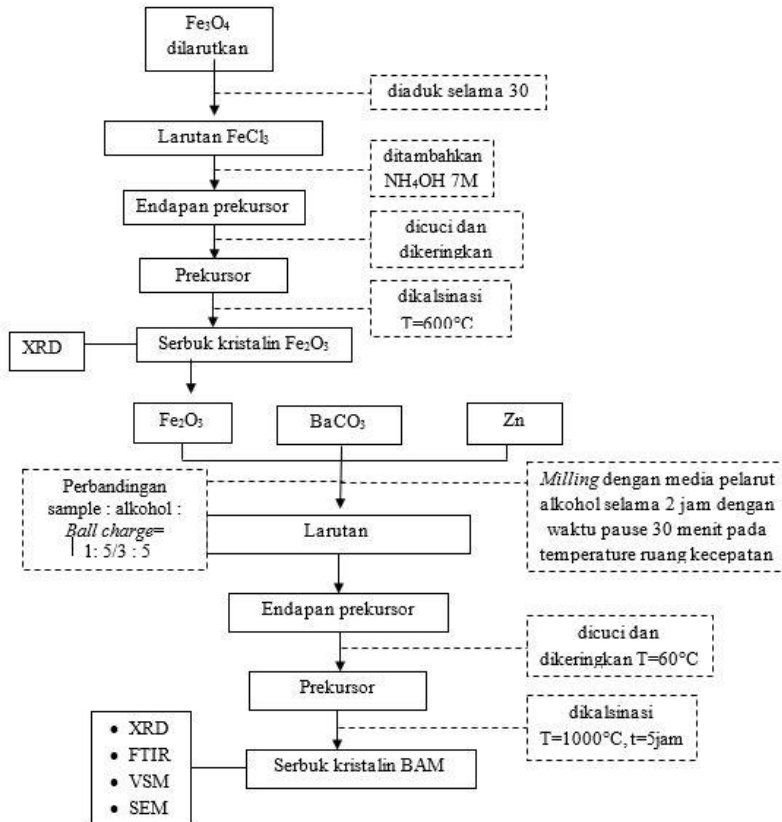 Fe₃O₄
dilarutkan
diaduk selama 30
Larutan FeCl₃
ditambahkan
NH₄OH 7M
Endapan prekursor
dicuci dan
dikeringkan
Prekursor
dikalsinasi
T=600°C
XRD
Serbuk kristalin Fe₂O₃
Fe₂O₃
BaCO₃
Zn
Perbandingan
sample : alkohol :
Ball charge=
1: 5/3 : 5
Milling dengan media pelarut
alkohol selama 2 jam dengan
waktu pause 30 menit pada
temperature ruang kecepatan
Larutan
Endapan prekursor
dicuci dan
dikeringkan T=60°C
Prekursor
dikalsinasi
T=1000°C, t=5jam
• XRD
• FTIR
• VSM
• SEM
Serbuk kristalin BAM